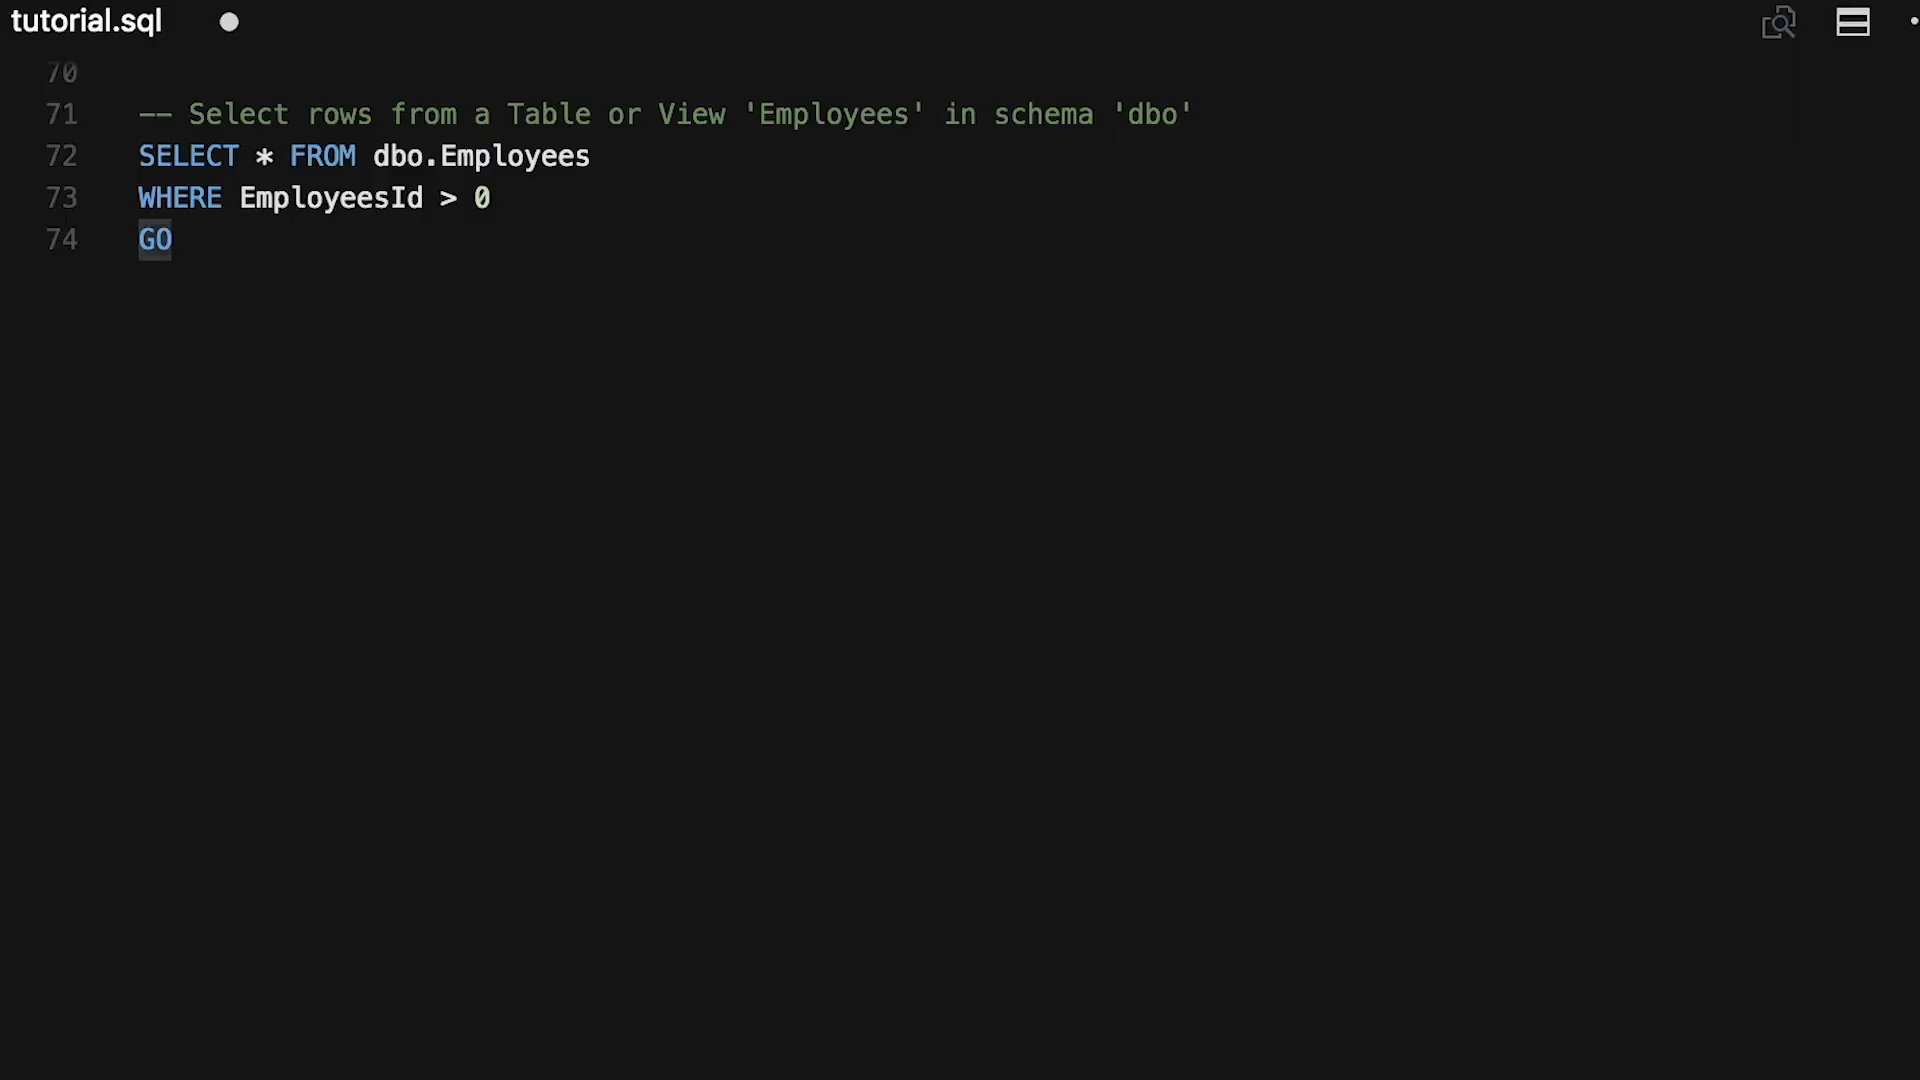 tutorial.sql
70
71 -- Select rows from a Table or View 'Employees' in schema 'dbo'
72 SELECT * FROM dbo.Employees
73 WHERE EmployeesId > 0
74 GO